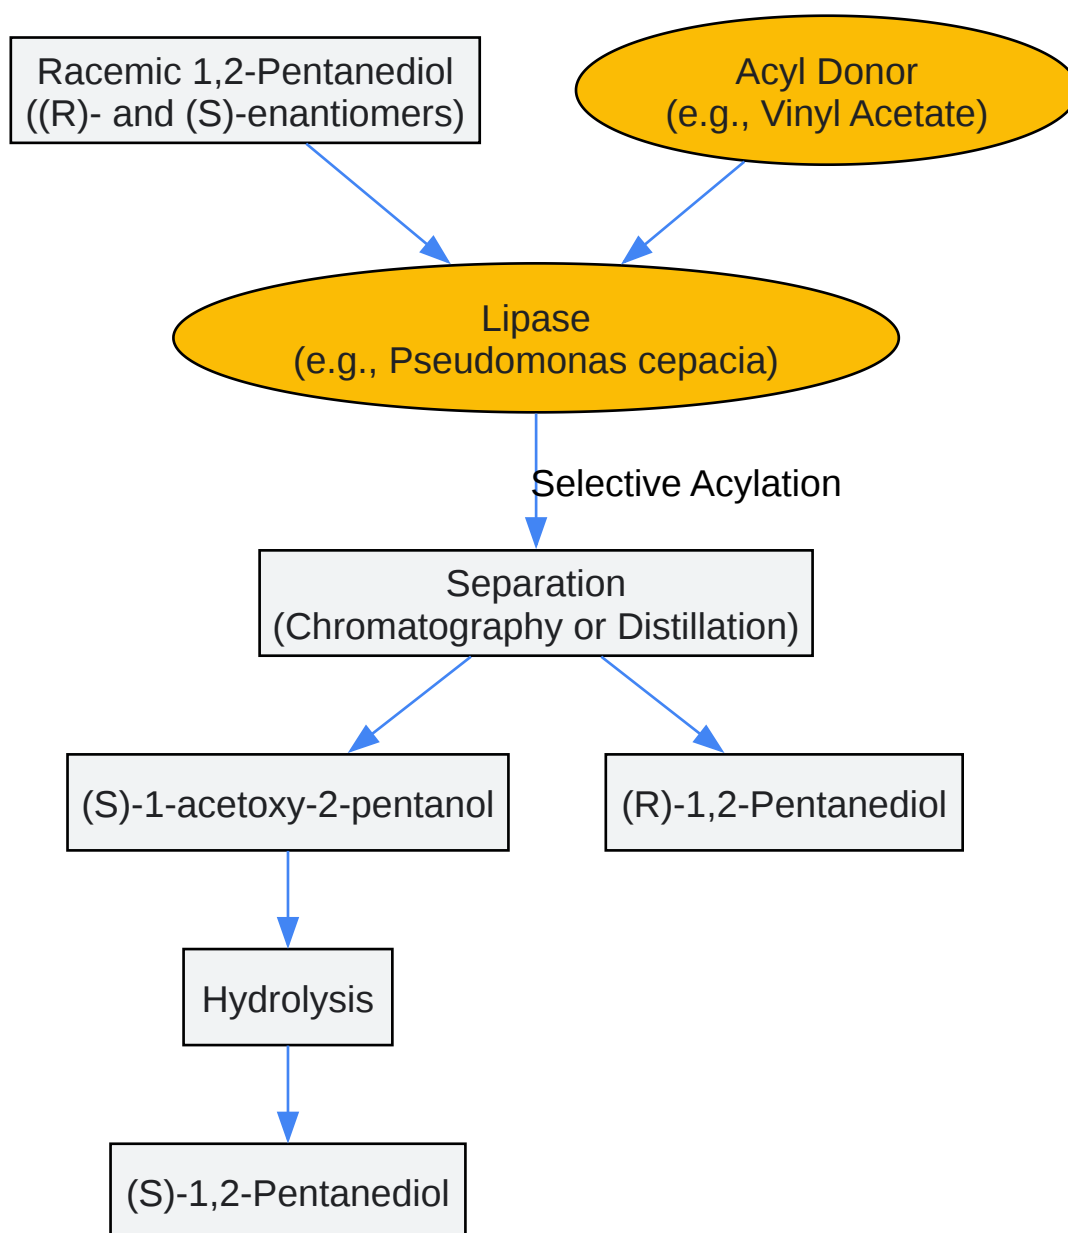 Racemic 1,2-Pentanediol
((R)- and (S)-enantiomers)
Acyl Donor
(e.g., Vinyl Acetate)
Lipase
(e.g., Pseudomonas cepacia)
Selective Acylation
Separation
(Chromatography or Distillation)
(S)-1-acetoxy-2-pentanol
(R)-1,2-Pentanediol
Hydrolysis
(S)-1,2-Pentanediol